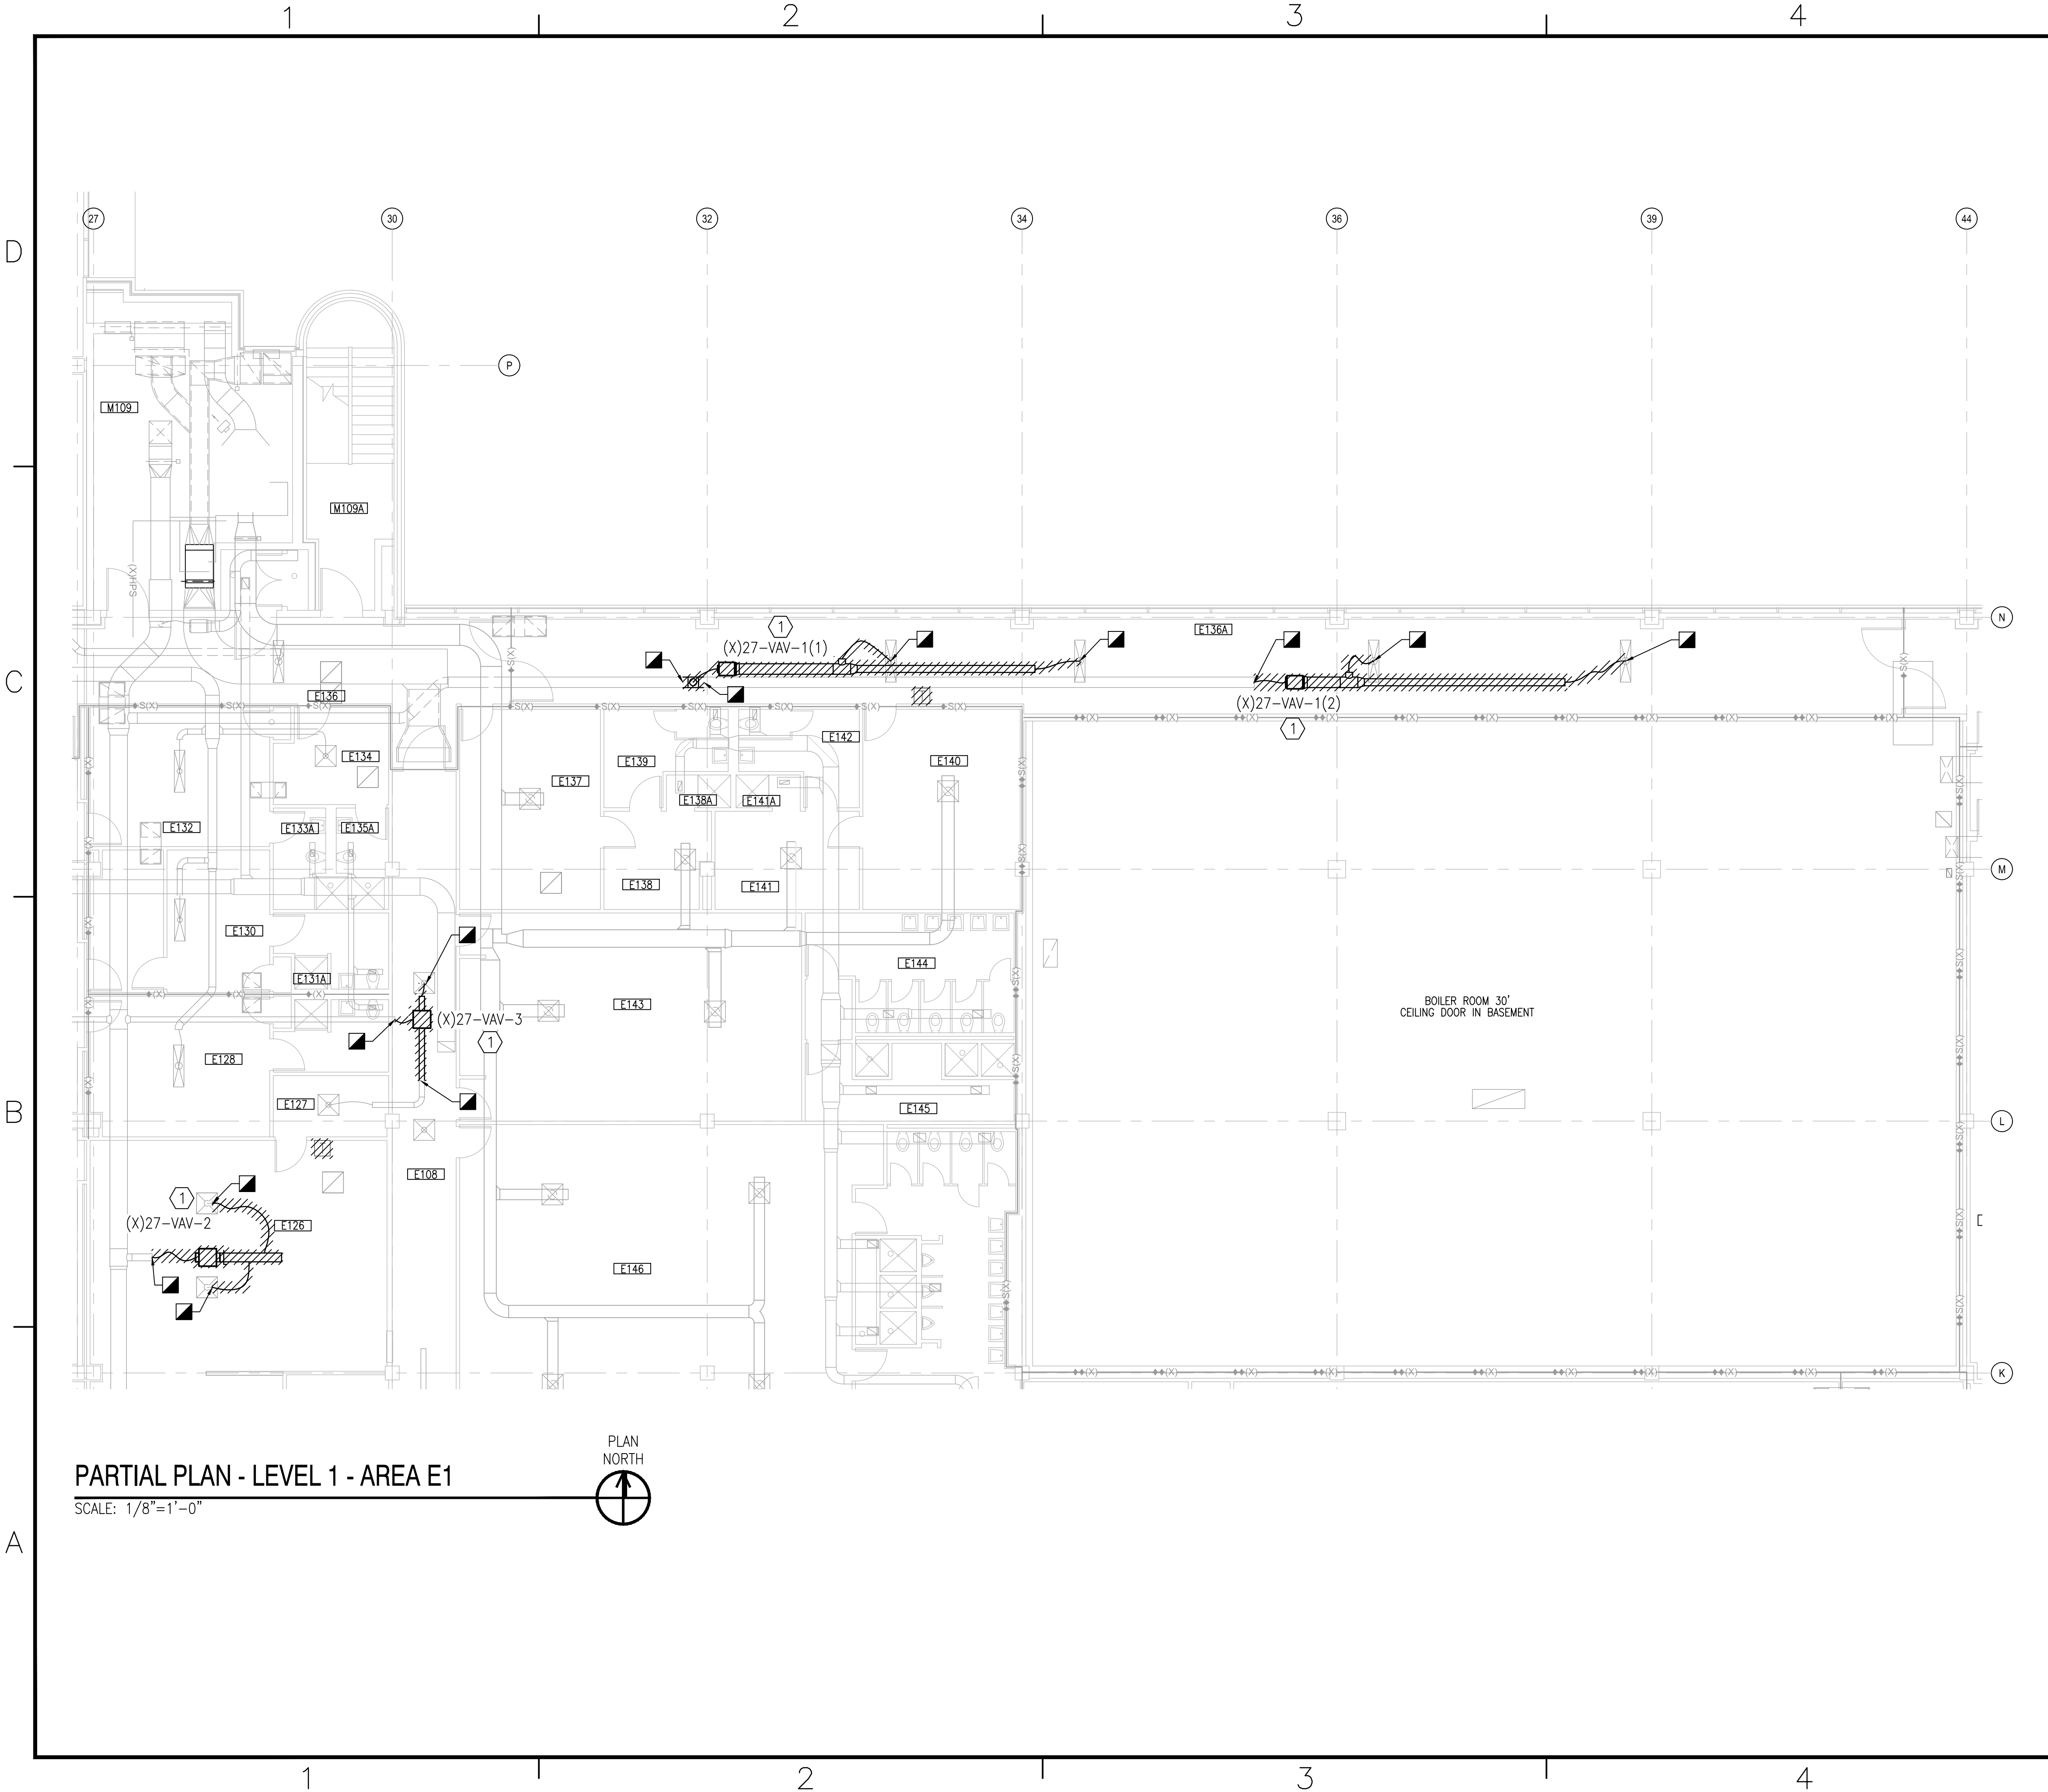 1
2
3
4
D
27
30
32
34
36
39
44
P
M109
M109A
(X)HPS
N
1
(X)27-VAV-1(1)
E136A
S(X)
S(X)
C
E136
(X)27-VAV-1(2)
S(X)
S(X)
S(X)
S(X)
S(X)
S(X)
S(X)
S(X)
S(X)
(X)
(X)
(X)
(X)
(X)
(X)
(X)
(X)
(X)
(X)
(X)
1
E134
E142
E139
E140
E137
E138A
E141A
E132
E133A
E135A
M
E138
E141
E130
E144
E131A
(X)
(X)
(X)
E143
BOILER ROOM 30'
CEILING DOOR IN BASEMENT
(X)27-VAV-3
1
E128
E127
E145
B
L
E108
1
(X)27-VAV-2
E126
E146
S(X)
S(X)
S(X)
S(X)
S(X)
S(X)
S(X)
S(X)
S(X)
S(X)
S(X)
S(X)
(X)
(X)
(X)
(X)
(X)
(X)
(X)
(X)
(X)
(X)
(X)
K
PLAN
NORTH
PARTIAL PLAN - LEVEL 1 - AREA E1
SCALE: 1/8"=1'-0"
A
1
2
3
4